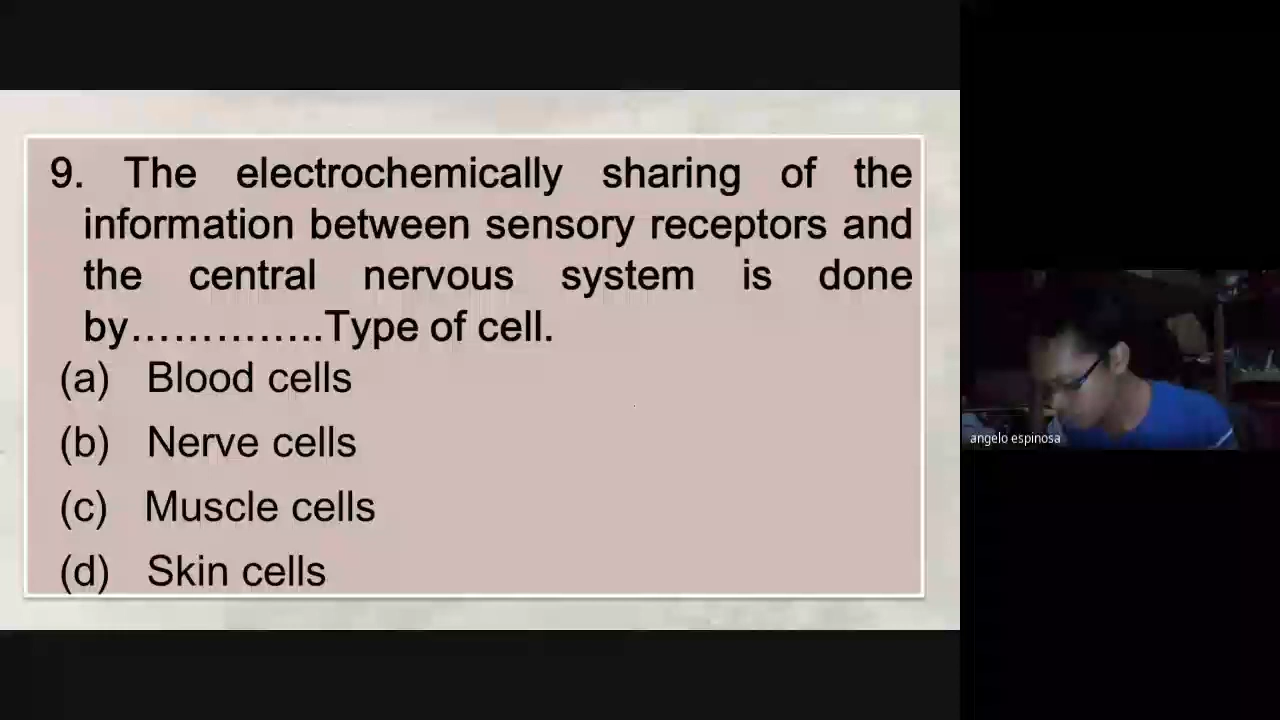 9. The electrochemically sharing of the
information between sensory receptors and
the central nervous system is done
by…………..Type of cell.
(a) Blood cells
(b) Nerve cells
(c) Muscle cells
(d) Skin cells
angelo espinosa